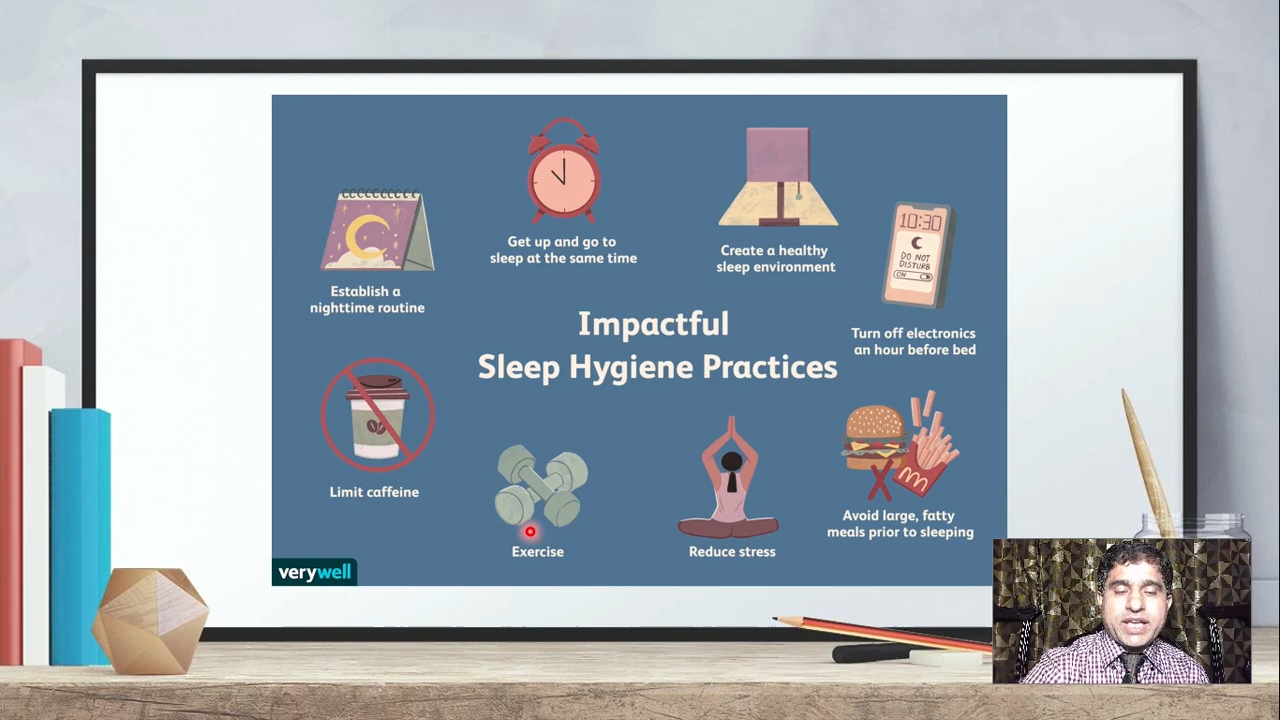 Get up and go to
sleep at the same time
Create a healthy
sleep environment
Establish a
nighttime routine
10:30
DO NOT
DISTURB
ON
Turn off electronics
an hour before bed
Impactful
Sleep Hygiene Practices
Limit caffeine
Exercise
Reduce stress
Avoid large, fatty
meals prior to sleeping
verywell